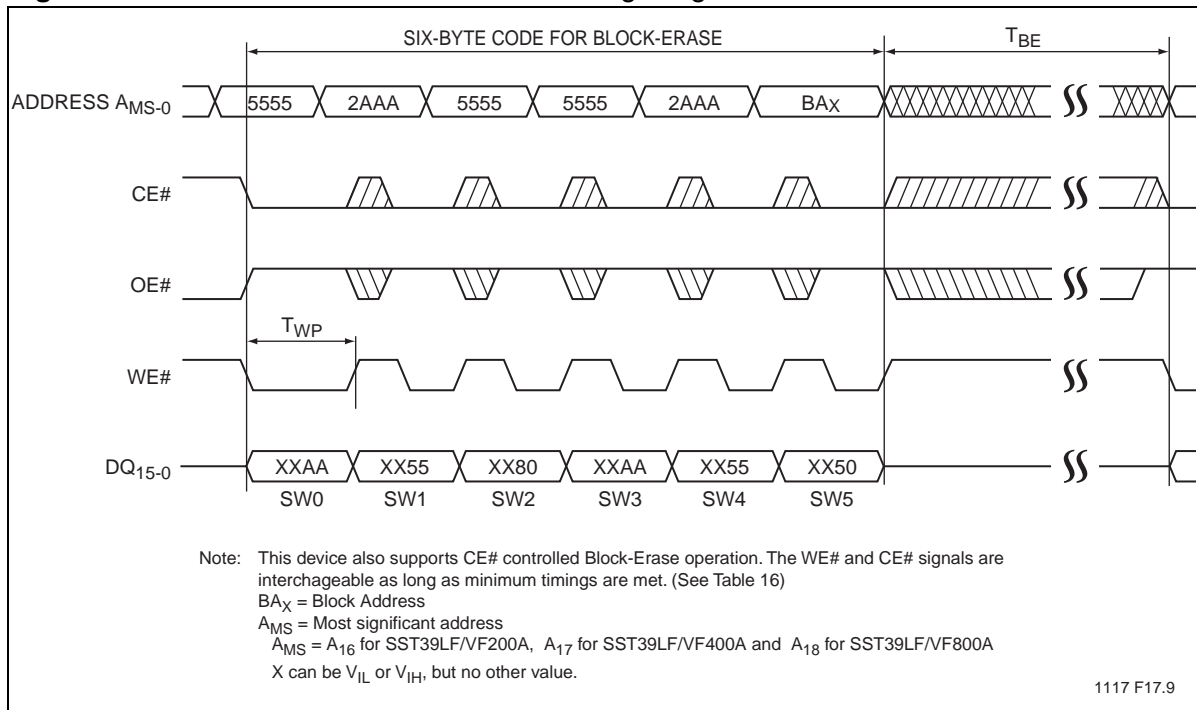 SIX-BYTE CODE FOR BLOCK-ERASE TBE
ADDRESS AMS-0 5555 2AAA 5555 5555 2AAA BAX
CE#
OE#
TWP
WE#
DQ15-0 XXAA XX55 XX80 XXAA XX55 XX50
SW0 SW1 SW2 SW3 SW4 SW5
Note: This device also supports CE# controlled Block-Erase operation. The WE# and CE# signals are
interchageable as long as minimum timings are met. (See Table 16)
BAX = Block Address
AMS = Most significant address
AMS = A16 for SST39LF/VF200A, A17 for SST39LF/VF400A and A18 for SST39LF/VF800A
X can be VIL or VIH, but no other value.
1117 F17.9